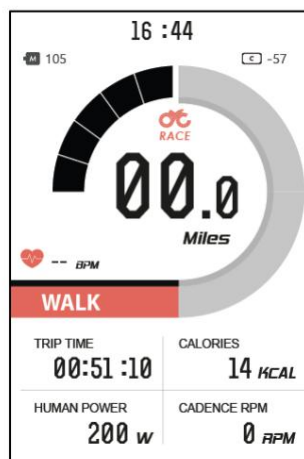 16:44
M 105
C -57
RACE
00.0
Miles
-- BPM
WALK
TRIP TIME
00:51:10
CALORIES
14 KCAL
HUMAN POWER
200 W
CADENCE RPM
0 RPM